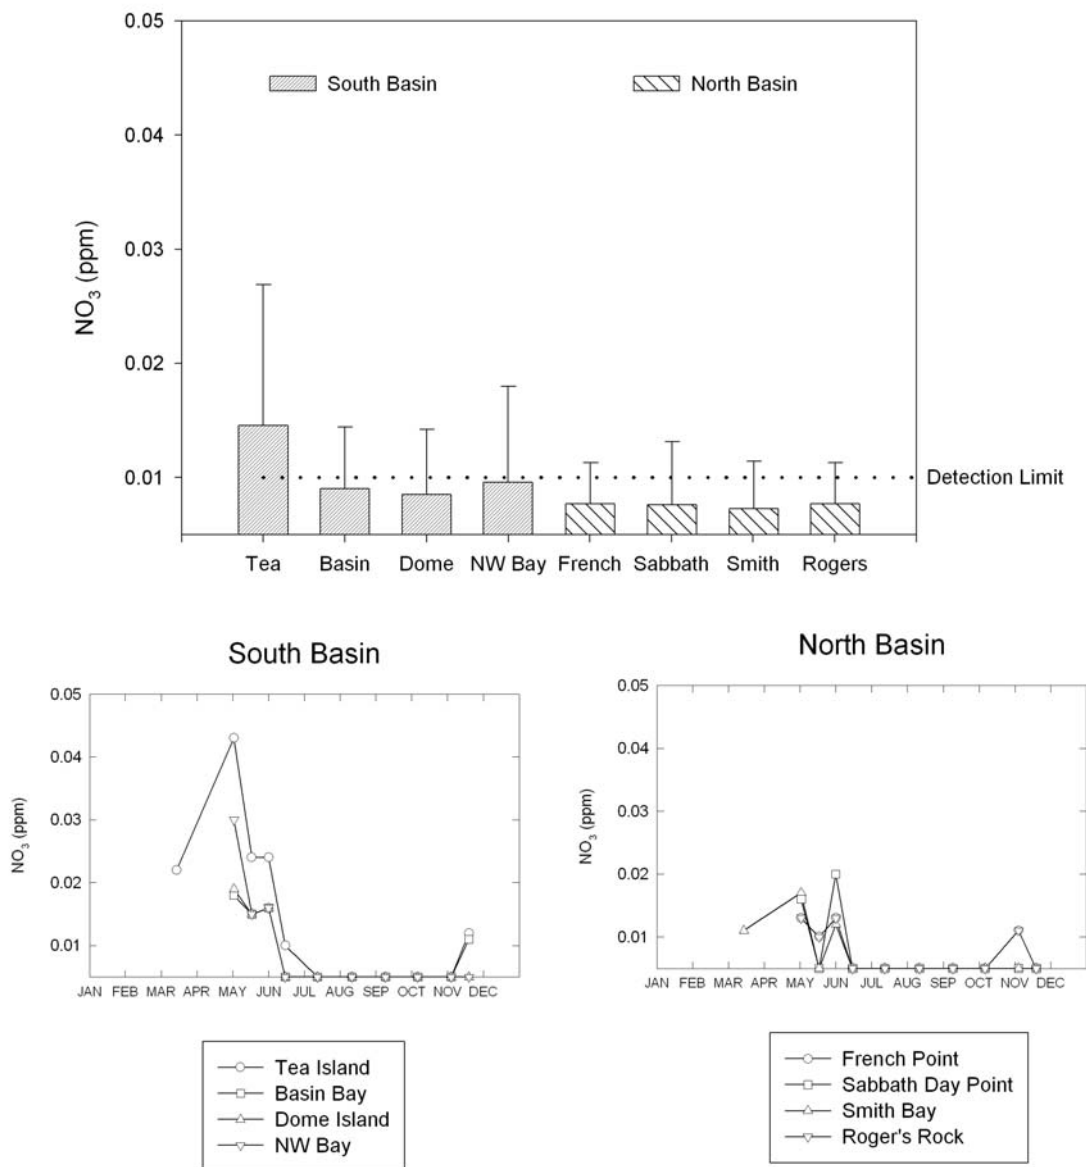 0.05
South Basin
North Basin
0.04
0.03
NO3 (ppm)
0.02
0.01
Detection Limit
Tea Basin Dome NW Bay French Sabbath Smith Rogers
South Basin
0.05
0.04
0.03
NO3 (ppm)
0.02
0.01
JAN FEB MAR APR MAY JUN JUL AUG SEP OCT NOV DEC
Tea Island
Basin Bay
Dome Island
NW Bay
North Basin
0.05
0.04
0.03
NO3 (ppm)
0.02
0.01
JAN FEB MAR APR MAY JUN JUL AUG SEP OCT NOV DEC
French Point
Sabbath Day Point
Smith Bay
Roger's Rock